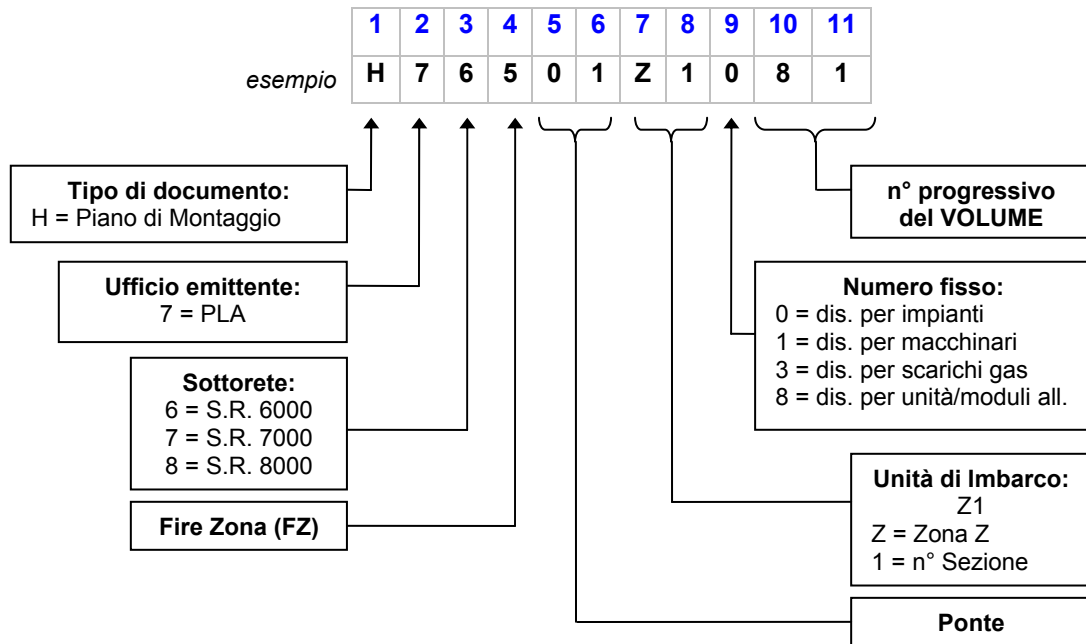 1 2 3 4 5 6 7 8 9 10 11
esempio H 7 6 5 0 1 Z 1 0 8 1
Tipo di documento:
H = Piano di Montaggio
Ufficio emittente:
7 = PLA
Sottorete:
6 = S.R. 6000
7 = S.R. 7000
8 = S.R. 8000
Fire Zona (FZ)
n° progressivo
del VOLUME
Numero fisso:
0 = dis. per impianti
1 = dis. per macchinari
3 = dis. per scarichi gas
8 = dis. per unità/moduli all.
Unità di Imbarco:
Z1
Z = Zona Z
1 = n° Sezione
Ponte